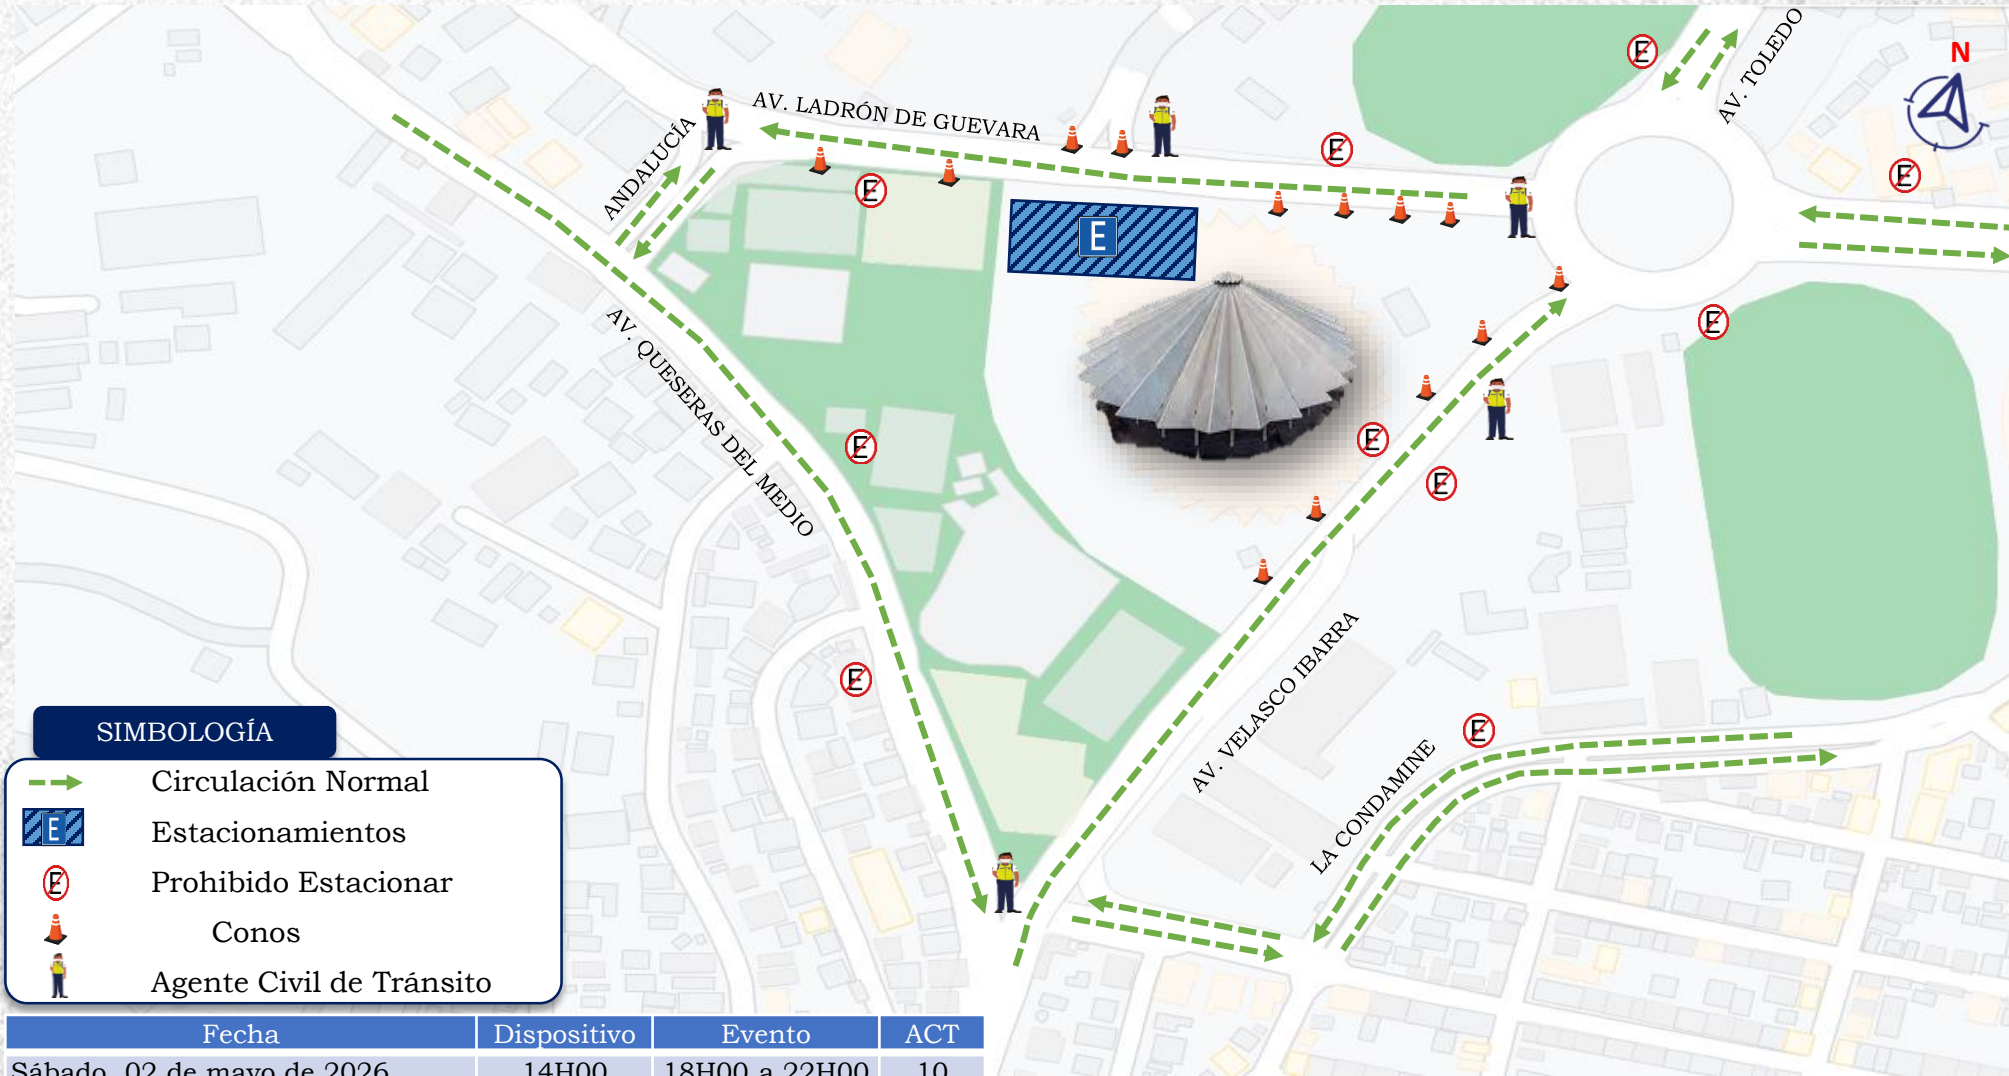 N
AV. TOLEDO
AV. LADRÓN DE GUEVARA
ANDALUCÍA
E
E
E
E
E
E
AV. QUESERAS DEL MEDIO
E
E
E
E
E
AV. VELASCO IBARRA
LA CONDAMINE
E
SIMBOLOGÍA
Circulación Normal
E Estacionamientos
E Prohibido Estacionar
Conos
Agente Civil de Tránsito
Fecha Dispositivo Evento ACT
Sábado, 02 de mayo de 2026 14H00 18H00 a 22H00 10